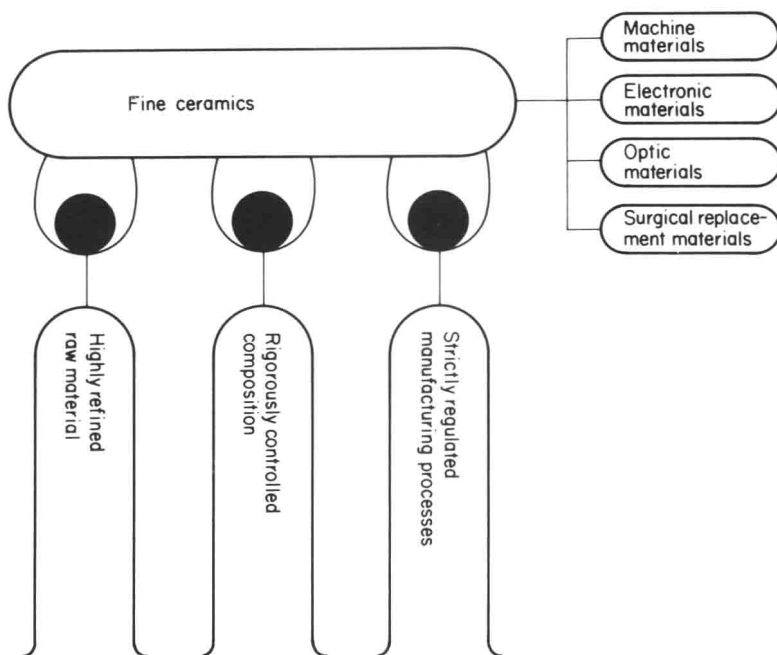 Fine ceramics
Machine
materials
Electronic
materials
Optic
materials
Surgical replace-
ment materials
Highly refined
raw material
Rigorously controlled
composition
Strictly regulated
manufacturing processes